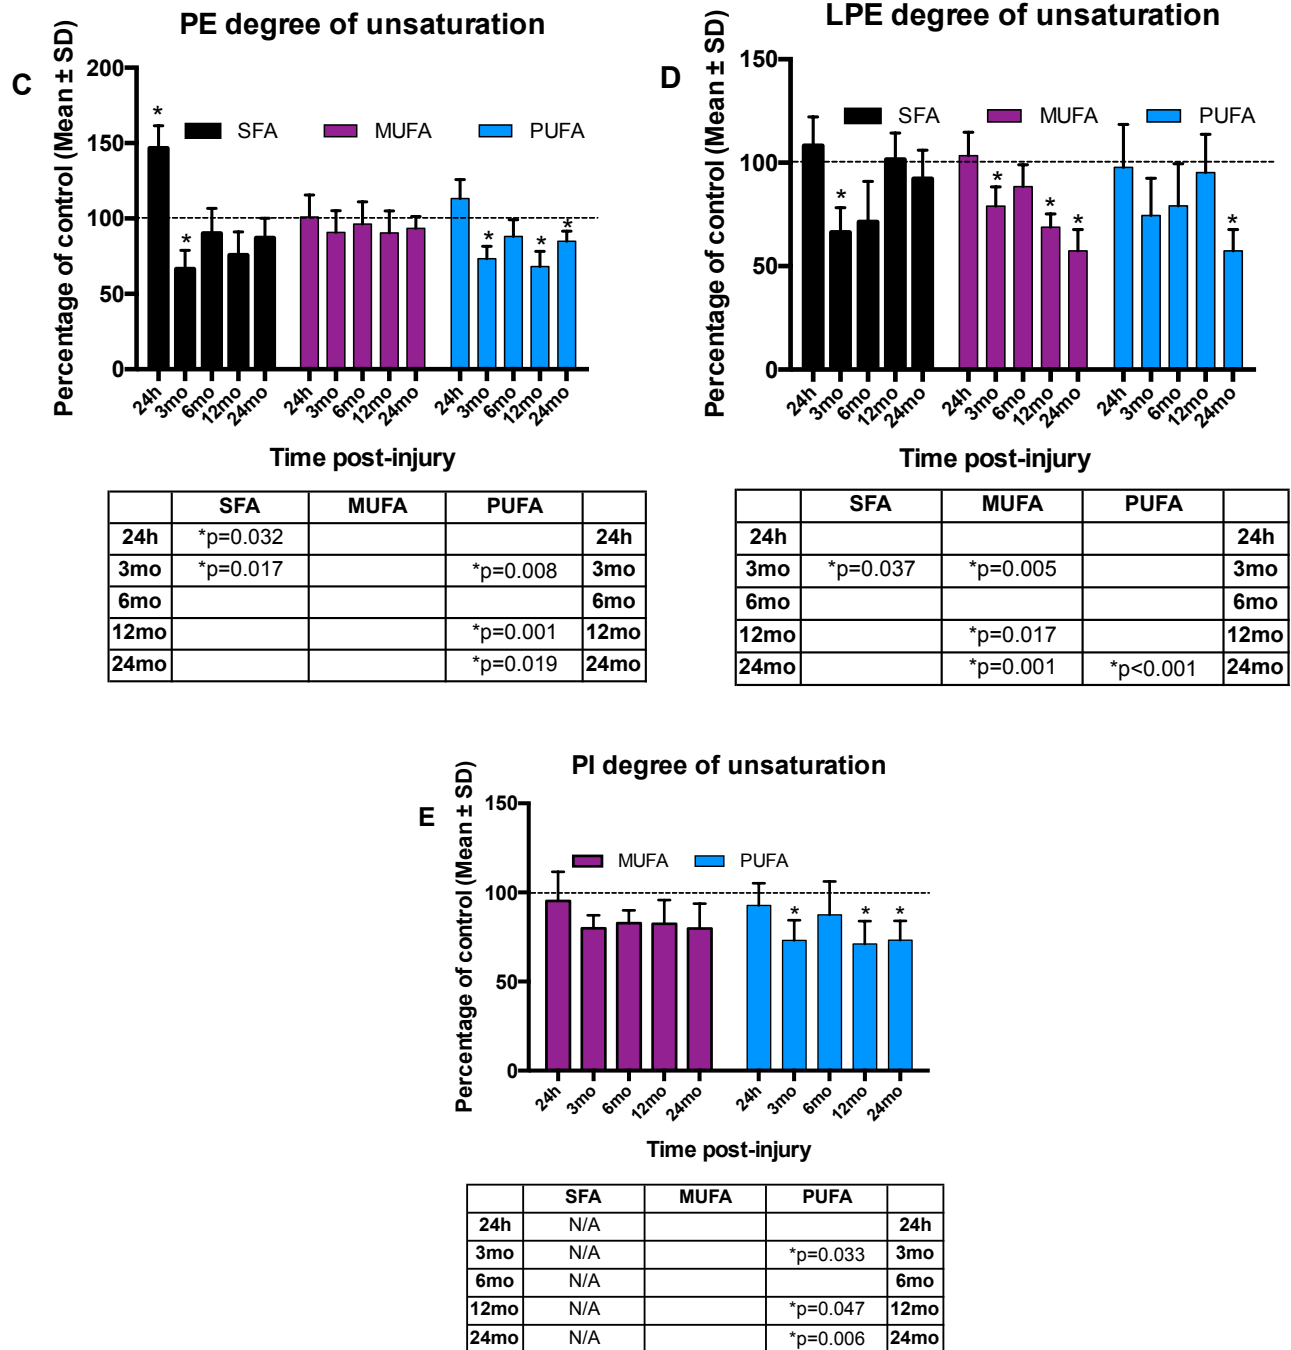 PE degree of unsaturation
C
Percentage of control (Mean ± SD)
200
150
100
50
0
SFA MUFA PUFA
*
*
* * *
24h 3mo 6mo 12mo 24mo 24h 3mo 6mo 12mo 24mo 24h 3mo 6mo 12mo 24mo
Time post-injury
SFA MUFA PUFA
24h *p=0.032 24h
3mo *p=0.017 *p=0.008 3mo
6mo 6mo
12mo *p=0.001 12mo
24mo *p=0.019 24mo
LPE degree of unsaturation
D
Percentage of control (Mean ± SD)
150
100
50
0
SFA MUFA PUFA
* * * * *
24h 3mo 6mo 12mo 24mo 24h 3mo 6mo 12mo 24mo 24h 3mo 6mo 12mo 24mo
Time post-injury
SFA MUFA PUFA
24h 24h
3mo *p=0.037 *p=0.005 3mo
6mo 6mo
12mo *p=0.017 12mo
24mo *p=0.001 *p<0.001 24mo
PI degree of unsaturation
E
Percentage of control (Mean ± SD)
150
100
50
0
MUFA PUFA
* * *
24h 3mo 6mo 12mo 24mo 24h 3mo 6mo 12mo 24mo
Time post-injury
SFA MUFA PUFA
24h N/A 24h
3mo N/A *p=0.033 3mo
6mo N/A 6mo
12mo N/A *p=0.047 12mo
24mo N/A *p=0.006 24mo